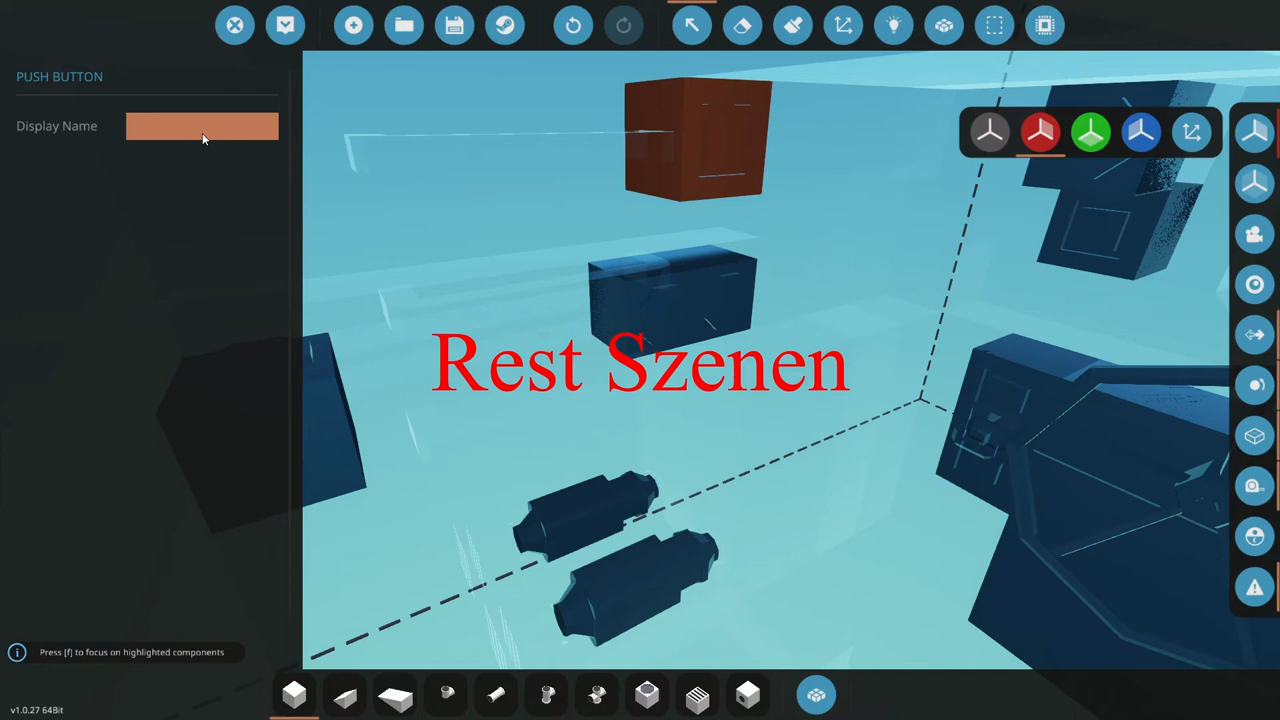 PUSH BUTTON
Display Name
Rest Szenen
Press [f] to focus on highlighted components
v1.0.27 64Bit